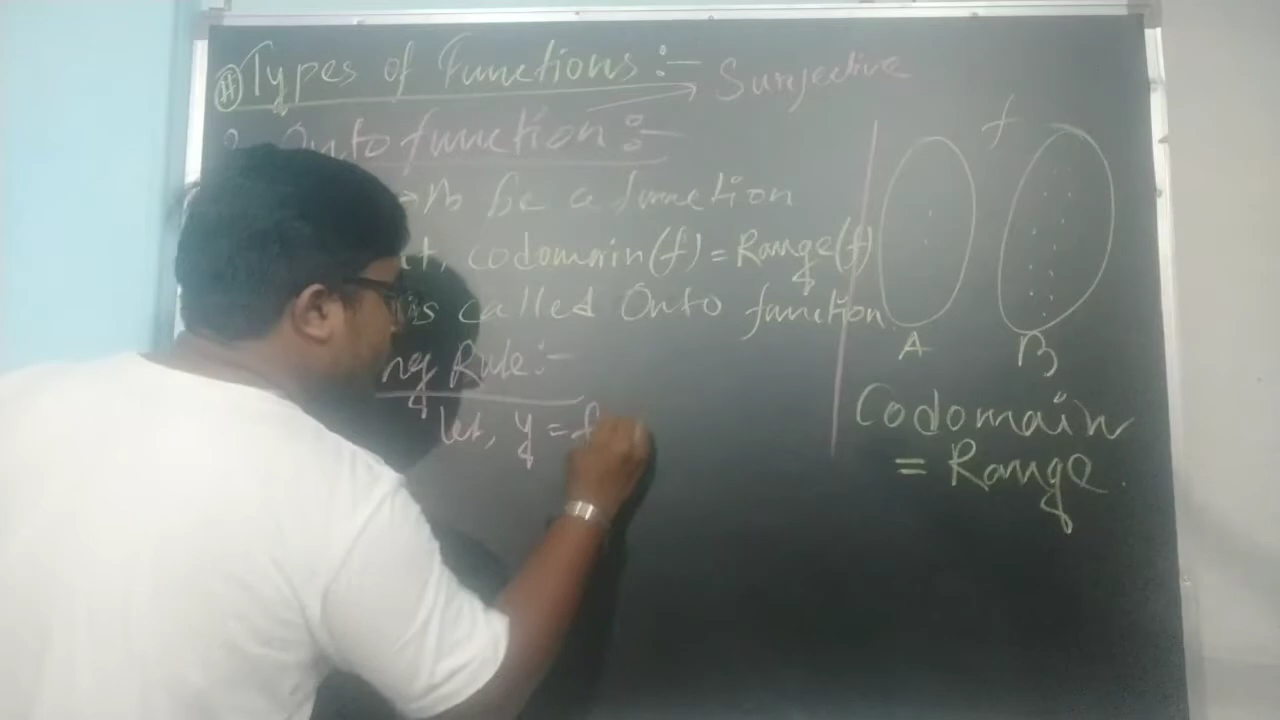 # Types of Functions :-
Surjective
2. Onto function :-
B be a function
codomain(f) = Range(f)
is called Onto function
ng Rule :-
let, y = f
f
A
B
Codomain
= Range.